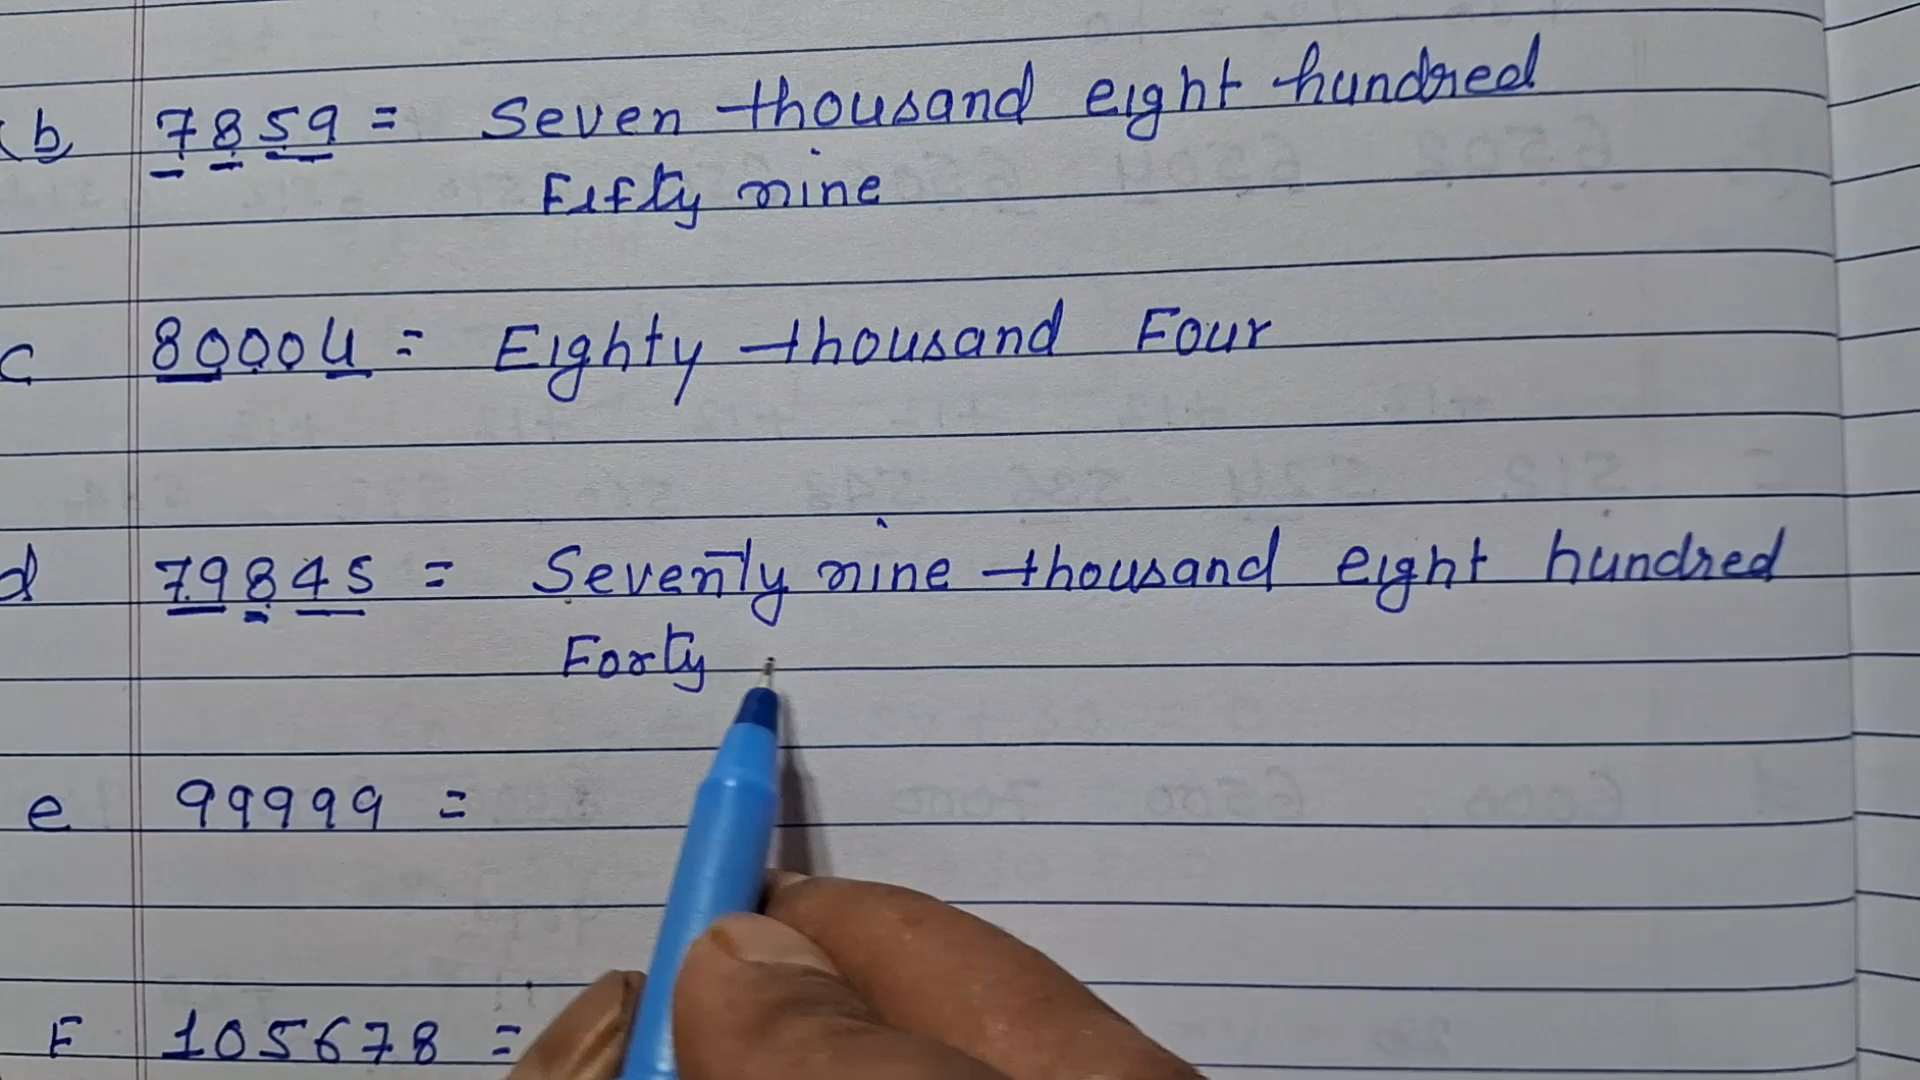 b 7859 = Seven thousand eight hundred
Fifty nine
c 80004 = Eighty thousand Four
d 79845 = Seventy nine thousand eight hundred
Forty
e 99999 =
F 105678 =